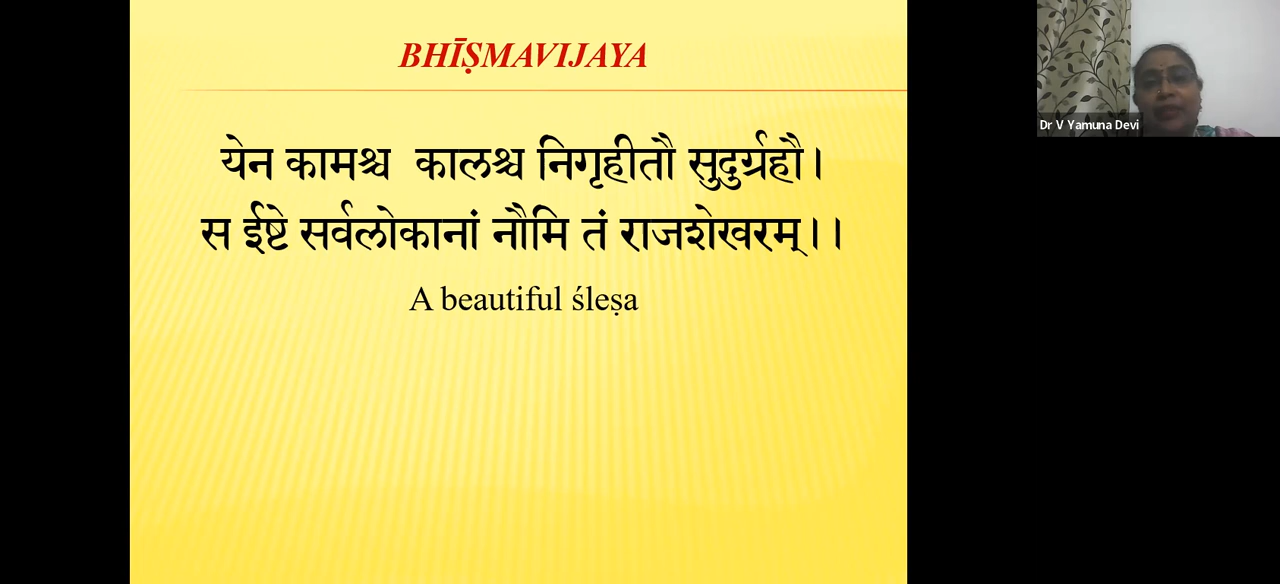 BHĪṢMAVIJAYA
Dr V Yamuna Devi
येन कामश्च कालश्च निगृहीतौ सुदुर्ग्रहौ।
स ईष्टे सर्वलोकानां नौमि तं राजशेखरम्।।
A beautiful śleṣa